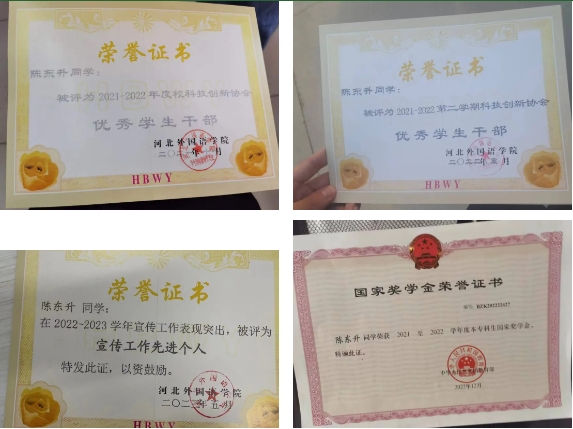 荣誉证书
陈东升同学：
被评为2021-2022年度校科技创新协会
优秀学生干部
河北外国语学院
HBWY
荣誉证书
陈东升同学：
被评为2021-2022第二学期科技创新协会
优秀学生干部
河北外国语学院
HBWY
荣誉证书
陈东升 同学：
在2022~2023学年宣传工作表现突出，被评为
宣传工作先进个人
特发此证，以资鼓励。
河北外国语学院
HBWY
国家奖学金荣誉证书
陈东升 同学荣获 2021 至 2022 学年度本专科生国家奖学金。
特颁此证。
2022年12月